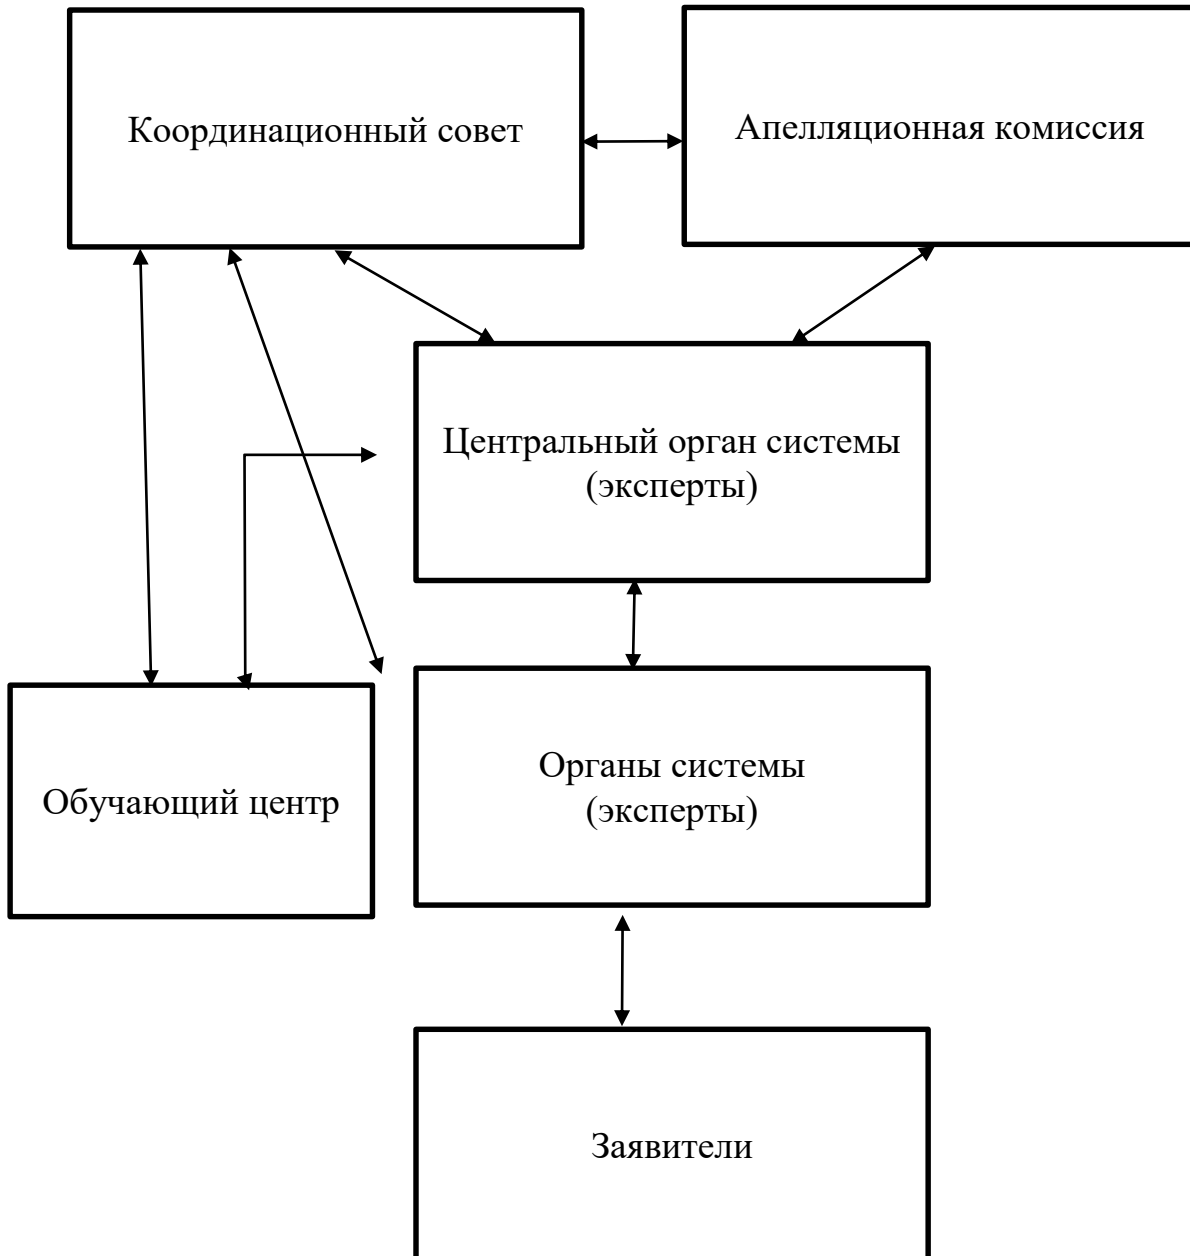 Координационный совет
Апелляционная комиссия
Центральный орган системы
(эксперты)
Обучающий центр
Органы системы
(эксперты)
Заявители